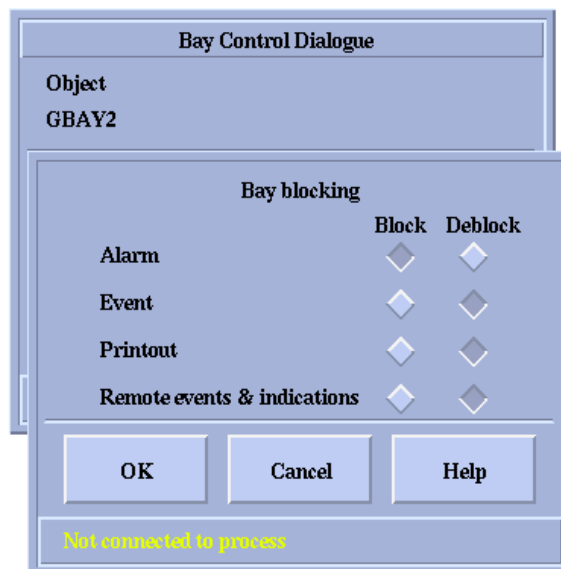 Bay Control Dialogue
Object
GBAY2
Bay blocking
Block Deblock
Alarm
Event
Printout
Remote events & indications
OK Cancel Help
Not connected to process